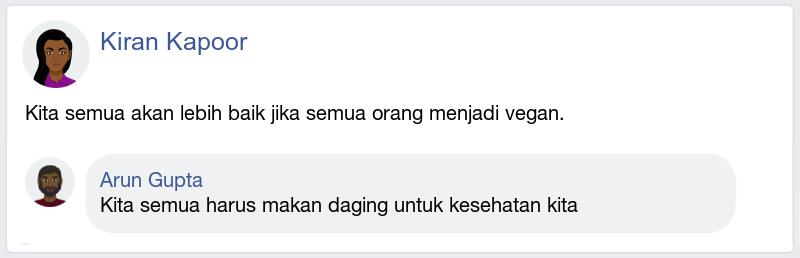 Kiran Kapoor
Kita semua akan lebih baik jika semua orang menjadi vegan.
Arun Gupta
Kita semua harus makan daging untuk kesehatan kita